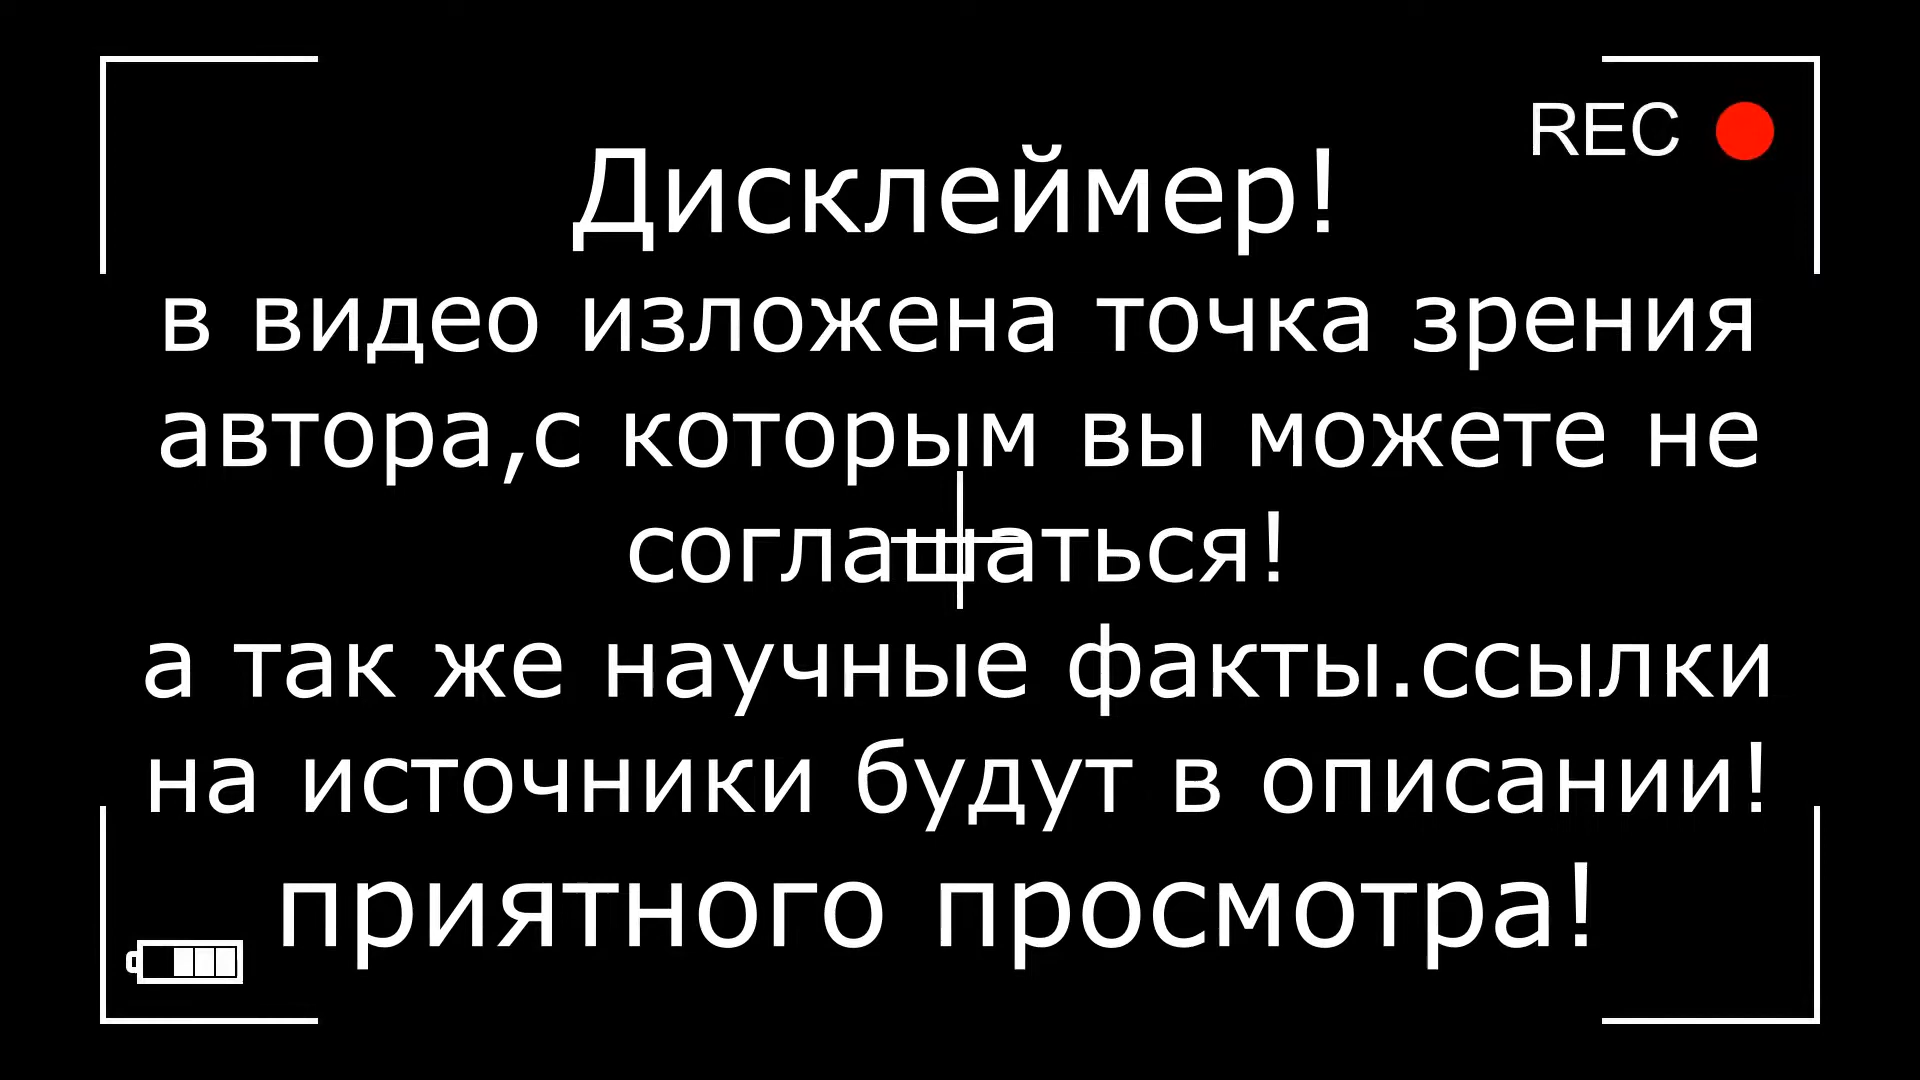 REC
Дисклеймер!
в видео изложена точка зрения
автора,с которым вы можете не
соглашаться!
а так же научные факты.ссылки
на источники будут в описании!
приятного просмотра!